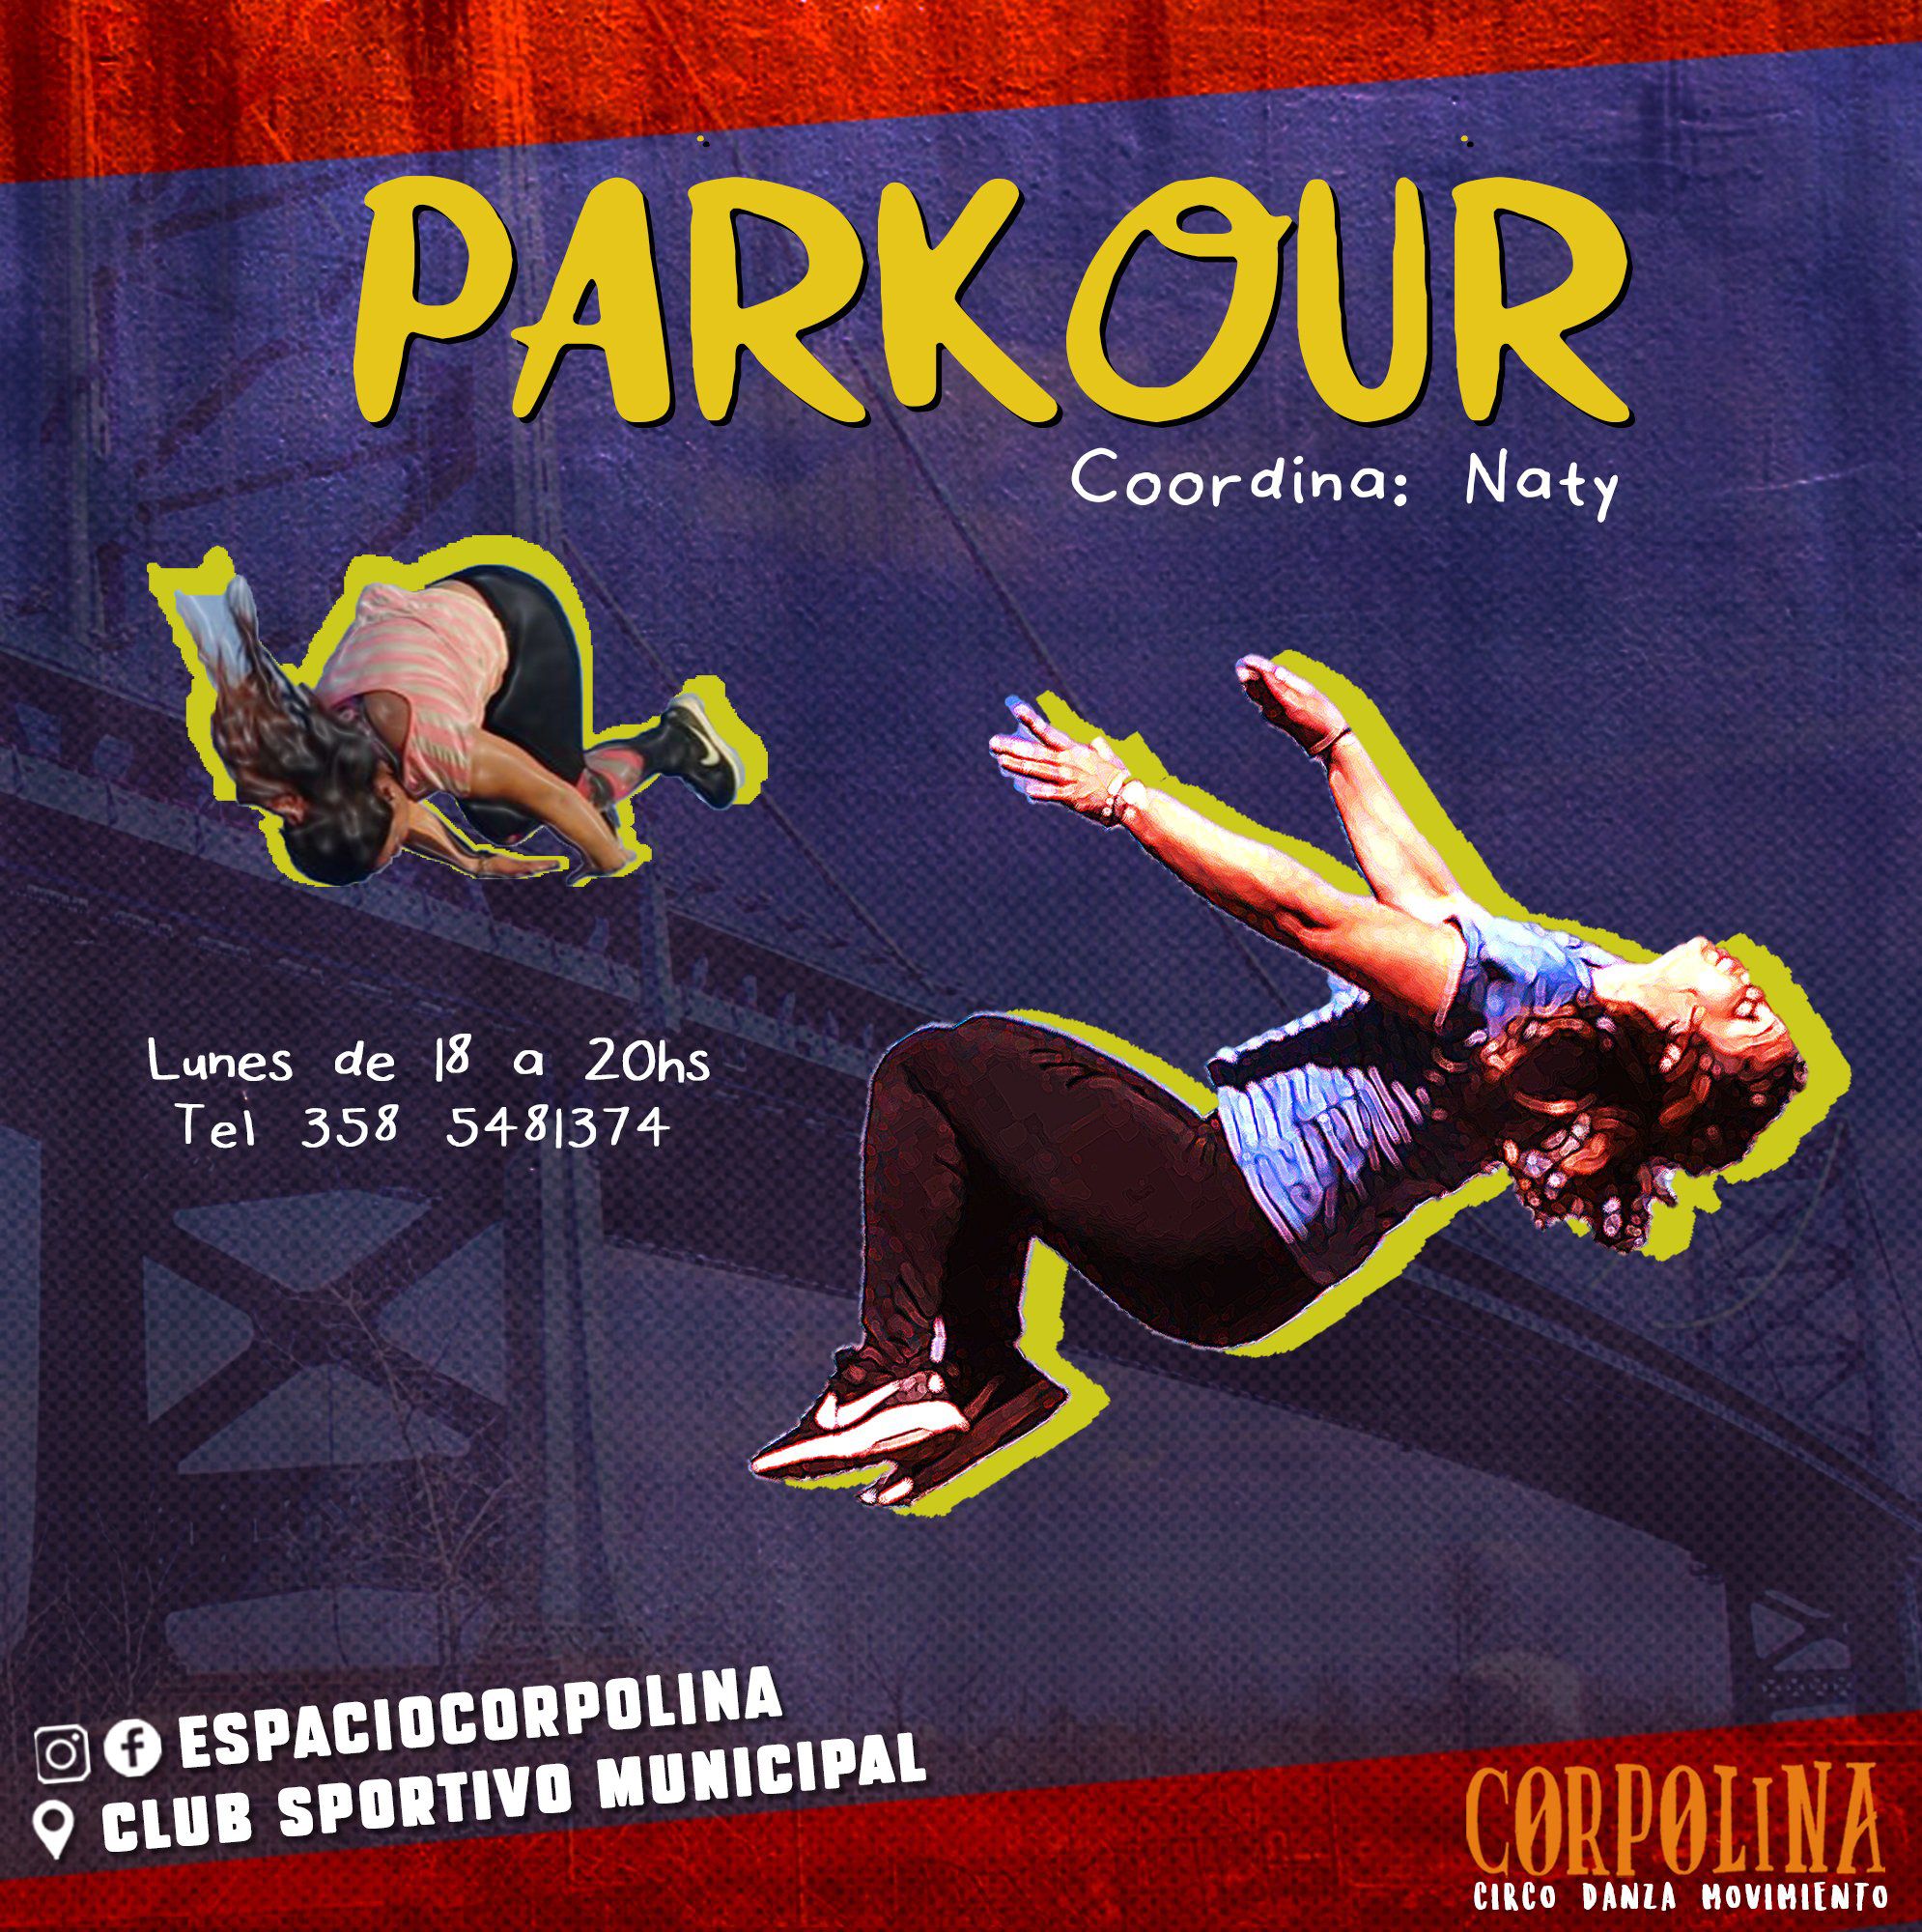 PARKOUR
Coordina: Naty
Lunes de 18 a 20hs
Tel 358 5481374
ESPACIOCORPOLINA
CLUB SPORTIVO MUNICIPAL
CORPOLiNA
CIRCO DANZA MOVIMIENTO